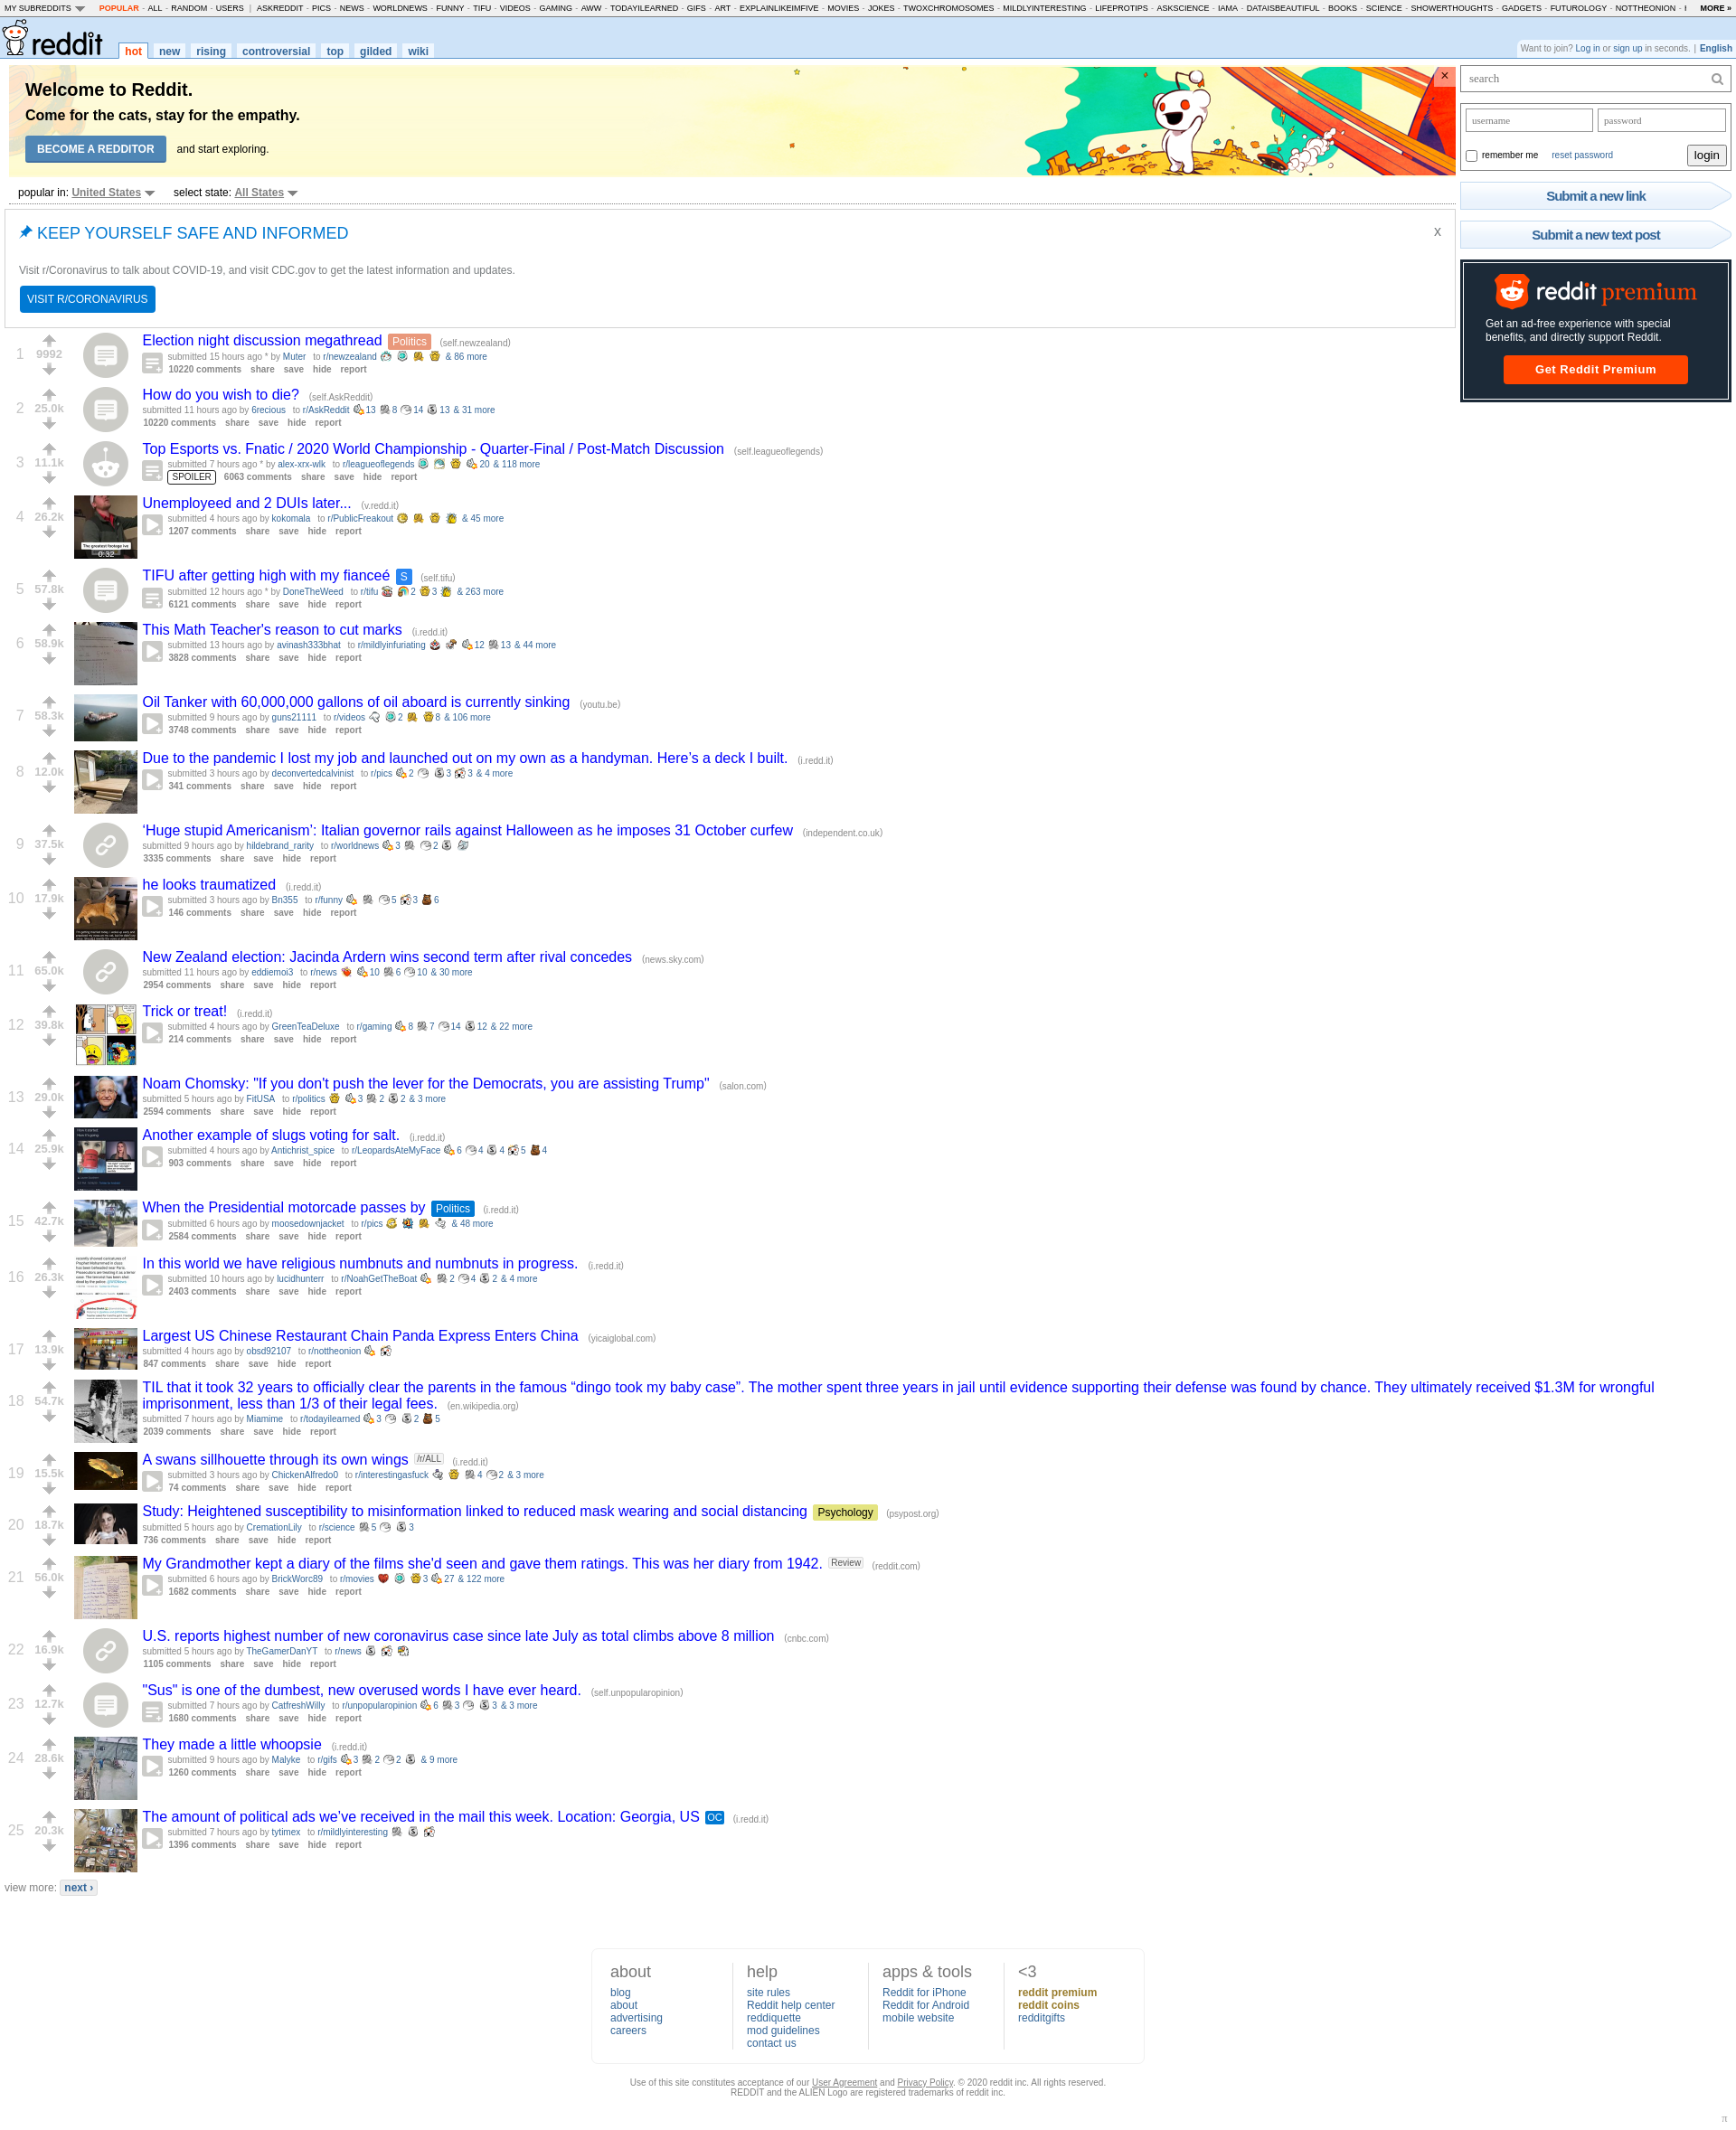 MY SUBREDDITS POPULAR - ALL - RANDOM - USERS | ASKREDDIT - PICS - NEWS - WORLDNEWS - FUNNY - TIFU - VIDEOS - GAMING - AWW - TODAYILEARNED - GIFS - ART - EXPLAINLIKEIMFIVE - MOVIES - JOKES - TWOXCHROMOSOMES - MILDLYINTERESTING - LIFEPROTIPS - ASKSCIENCE - IAMA - DATAISBEAUTIFUL - BOOKS - SCIENCE - SHOWERTHOUGHTS - GADGETS - FUTUROLOGY - NOTTHEONION - I MORE »
reddit hot new rising controversial top gilded wiki
Want to join? Log in or sign up in seconds. | English
Welcome to Reddit.
Come for the cats, stay for the empathy.
BECOME A REDDITOR and start exploring.
×
search
username password
remember me reset password login
Submit a new link
Submit a new text post
reddit premium
Get an ad-free experience with special
benefits, and directly support Reddit.
Get Reddit Premium
popular in: United States select state: All States
KEEP YOURSELF SAFE AND INFORMED
X
Visit r/Coronavirus to talk about COVID-19, and visit CDC.gov to get the latest information and updates.
VISIT R/CORONAVIRUS
1 9992 Election night discussion megathread Politics (self.newzealand)
submitted 15 hours ago * by Muter to r/newzealand & 86 more
10220 comments share save hide report
2 25.0k How do you wish to die? (self.AskReddit)
submitted 11 hours ago by 6recious to r/AskReddit 13 8 14 13 & 31 more
10220 comments share save hide report
3 11.1k Top Esports vs. Fnatic / 2020 World Championship - Quarter-Final / Post-Match Discussion (self.leagueoflegends)
submitted 7 hours ago * by alex-xrx-wlk to r/leagueoflegends 20 & 118 more
SPOILER 6063 comments share save hide report
4 26.2k Unemployeed and 2 DUIs later... (v.redd.it)
submitted 4 hours ago by kokomala to r/PublicFreakout & 45 more
1207 comments share save hide report
0:32
5 57.8k TIFU after getting high with my fianceé S (self.tifu)
submitted 12 hours ago * by DoneTheWeed to r/tifu 2 3 & 263 more
6121 comments share save hide report
6 58.9k This Math Teacher's reason to cut marks (i.redd.it)
submitted 13 hours ago by avinash333bhat to r/mildlyinfuriating 12 13 & 44 more
3828 comments share save hide report
7 58.3k Oil Tanker with 60,000,000 gallons of oil aboard is currently sinking (youtu.be)
submitted 9 hours ago by guns21111 to r/videos 2 8 & 106 more
3748 comments share save hide report
8 12.0k Due to the pandemic I lost my job and launched out on my own as a handyman. Here’s a deck I built. (i.redd.it)
submitted 3 hours ago by deconvertedcalvinist to r/pics 2 3 3 & 4 more
341 comments share save hide report
9 37.5k ‘Huge stupid Americanism’: Italian governor rails against Halloween as he imposes 31 October curfew (independent.co.uk)
submitted 9 hours ago by hildebrand_rarity to r/worldnews 3 2
3335 comments share save hide report
10 17.9k he looks traumatized (i.redd.it)
submitted 3 hours ago by Bn355 to r/funny 5 3 6
146 comments share save hide report
11 65.0k New Zealand election: Jacinda Ardern wins second term after rival concedes (news.sky.com)
submitted 11 hours ago by eddiemoi3 to r/news 10 6 10 & 30 more
2954 comments share save hide report
12 39.8k Trick or treat! (i.redd.it)
submitted 4 hours ago by GreenTeaDeluxe to r/gaming 8 7 14 12 & 22 more
214 comments share save hide report
13 29.0k Noam Chomsky: "If you don't push the lever for the Democrats, you are assisting Trump" (salon.com)
submitted 5 hours ago by FitUSA to r/politics 3 2 2 & 3 more
2594 comments share save hide report
14 25.9k Another example of slugs voting for salt. (i.redd.it)
submitted 4 hours ago by Antichrist_spice to r/LeopardsAteMyFace 6 4 4 5 4
903 comments share save hide report
15 42.7k When the Presidential motorcade passes by Politics (i.redd.it)
submitted 6 hours ago by moosedownjacket to r/pics & 48 more
2584 comments share save hide report
16 26.3k In this world we have religious numbnuts and numbnuts in progress. (i.redd.it)
submitted 10 hours ago by lucidhunterr to r/NoahGetTheBoat 2 4 2 & 4 more
2403 comments share save hide report
17 13.9k Largest US Chinese Restaurant Chain Panda Express Enters China (yicaiglobal.com)
submitted 4 hours ago by obsd92107 to r/nottheonion
847 comments share save hide report
18 54.7k TIL that it took 32 years to officially clear the parents in the famous “dingo took my baby case”. The mother spent three years in jail until evidence supporting their defense was found by chance. They ultimately received $1.3M for wrongful
imprisonment, less than 1/3 of their legal fees. (en.wikipedia.org)
submitted 7 hours ago by Miamime to r/todayilearned 3 2 5
2039 comments share save hide report
19 15.5k A swans sillhouette through its own wings /r/ALL (i.redd.it)
submitted 3 hours ago by ChickenAlfredo0 to r/interestingasfuck 4 2 & 3 more
74 comments share save hide report
20 18.7k Study: Heightened susceptibility to misinformation linked to reduced mask wearing and social distancing Psychology (psypost.org)
submitted 5 hours ago by CremationLily to r/science 5 3
736 comments share save hide report
21 56.0k My Grandmother kept a diary of the films she'd seen and gave them ratings. This was her diary from 1942. Review (reddit.com)
submitted 6 hours ago by BrickWorc89 to r/movies 3 27 & 122 more
1682 comments share save hide report
22 16.9k U.S. reports highest number of new coronavirus case since late July as total climbs above 8 million (cnbc.com)
submitted 5 hours ago by TheGamerDanYT to r/news
1105 comments share save hide report
23 12.7k "Sus" is one of the dumbest, new overused words I have ever heard. (self.unpopularopinion)
submitted 7 hours ago by CatfreshWilly to r/unpopularopinion 6 3 3 & 3 more
1680 comments share save hide report
24 28.6k They made a little whoopsie (i.redd.it)
submitted 9 hours ago by Malyke to r/gifs 3 2 2 & 9 more
1260 comments share save hide report
25 20.3k The amount of political ads we’ve received in the mail this week. Location: Georgia, US OC (i.redd.it)
submitted 7 hours ago by tytimex to r/mildlyinteresting
1396 comments share save hide report
view more: next ›
about
blog
about
advertising
careers
help
site rules
Reddit help center
reddiquette
mod guidelines
contact us
apps & tools
Reddit for iPhone
Reddit for Android
mobile website
<3
reddit premium
reddit coins
redditgifts
Use of this site constitutes acceptance of our User Agreement and Privacy Policy. © 2020 reddit inc. All rights reserved.
REDDIT and the ALIEN Logo are registered trademarks of reddit inc.
π